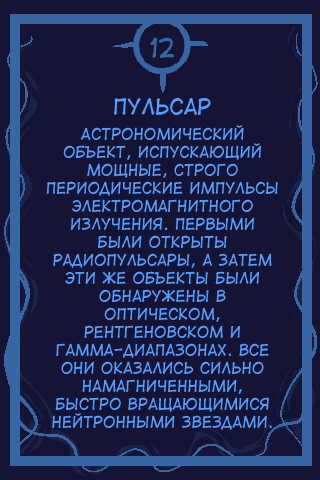 12
ПУЛЬСАР
АСТРОНОМИЧЕСКИЙ
ОБЪЕКТ, ИСПУСКАЮЩИЙ
МОЩНЫЕ, СТРОГО
ПЕРИОДИЧЕСКИЕ ИМПУЛЬСЫ
ЭЛЕКТРОМАГНИТНОГО
ИЗЛУЧЕНИЯ. ПЕРВЫМИ
БЫЛИ ОТКРЫТЫ
РАДИОПУЛЬСАРЫ, А ЗАТЕМ
ЭТИ ЖЕ ОБЪЕКТЫ БЫЛИ
ОБНАРУЖЕНЫ В
ОПТИЧЕСКОМ,
РЕНТГЕНОВСКОМ И
ГАММА-ДИАПАЗОНАХ. ВСЕ
ОНИ ОКАЗАЛИСЬ СИЛЬНО
НАМАГНИЧЕННЫМИ,
БЫСТРО ВРАЩАЮЩИМИСЯ
НЕЙТРОННЫМИ ЗВЕЗДАМИ.